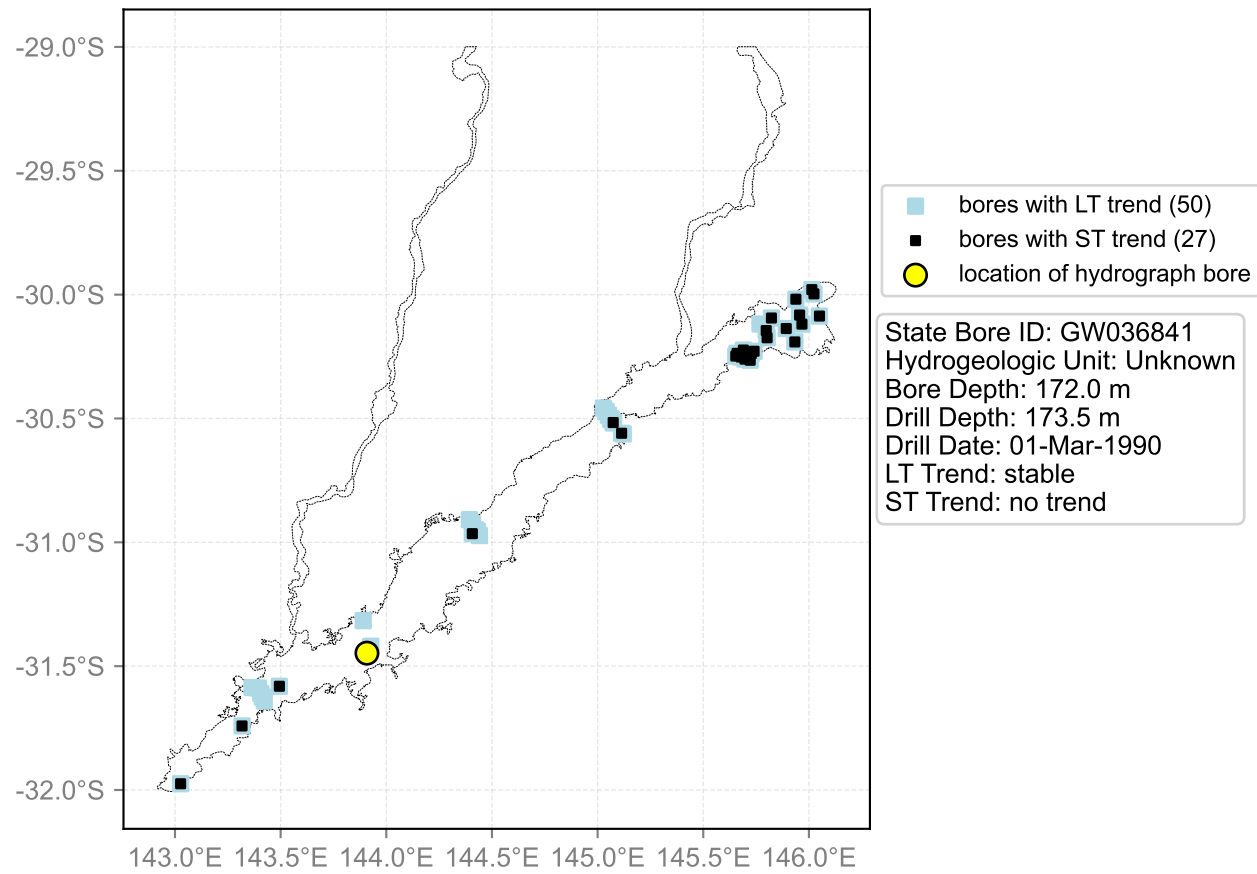 -29.0°S
-29.5°S
-30.0°S
-30.5°S
-31.0°S
-31.5°S
-32.0°S
143.0°E 143.5°E 144.0°E 144.5°E 145.0°E 145.5°E 146.0°E
bores with LT trend (50)
bores with ST trend (27)
location of hydrograph bore
State Bore ID: GW036841
Hydrogeologic Unit: Unknown
Bore Depth: 172.0 m
Drill Depth: 173.5 m
Drill Date: 01-Mar-1990
LT Trend: stable
ST Trend: no trend